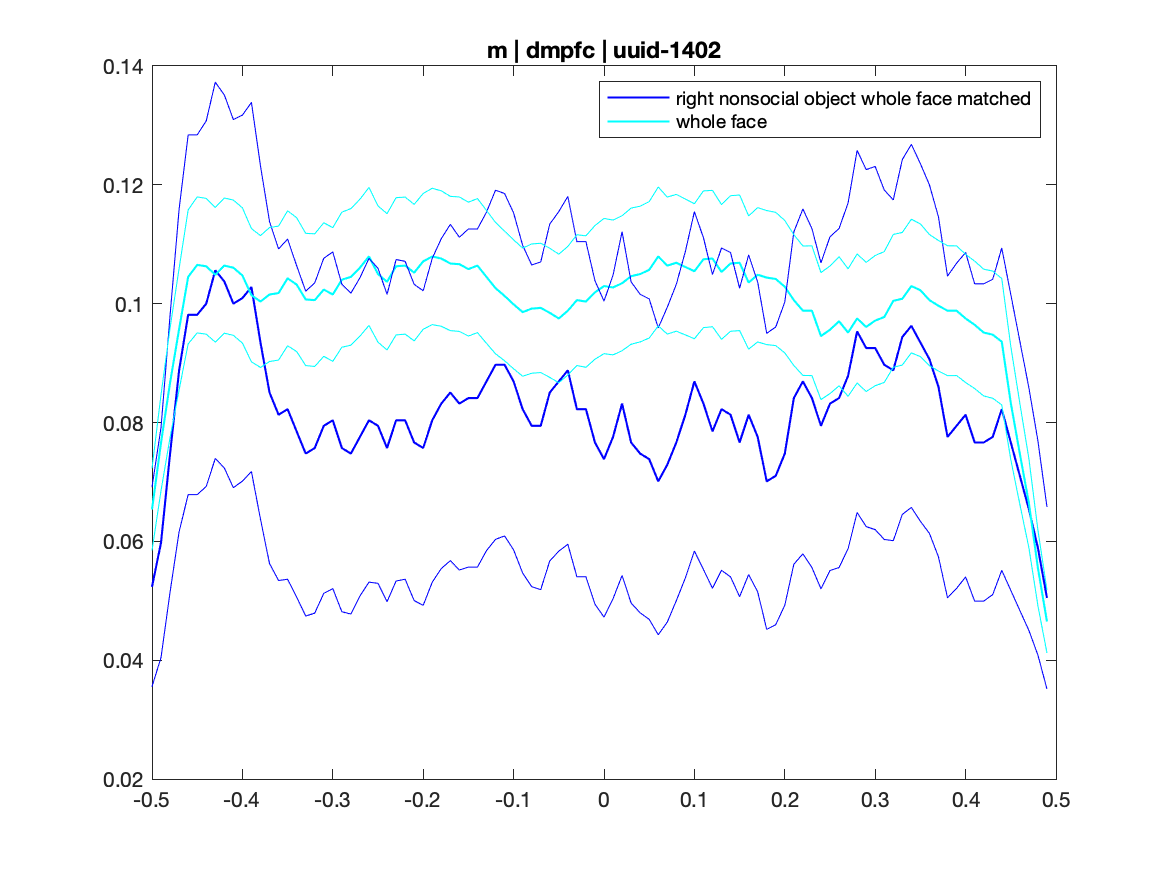 m | dmpfc | uuid-1402
0.14
right nonsocial object whole face matched
whole face
0.12
0.1
0.08
0.06
0.04
0.02
-0.5 -0.4 -0.3 -0.2 -0.1 0 0.1 0.2 0.3 0.4 0.5